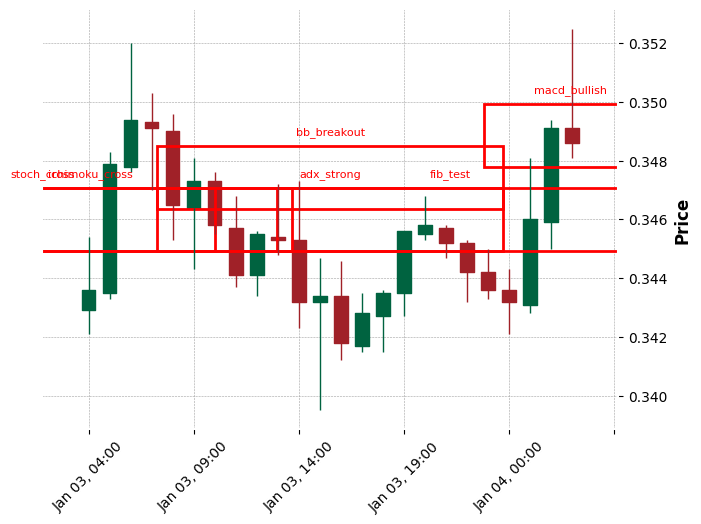 0.352
macd_bullish
0.350
bb_breakout
0.348
stoch_cross
ichimoku_cross
adx_strong
fib_test
0.346
Price
0.344
0.342
0.340
Jan 03, 04:00
Jan 03, 09:00
Jan 03, 14:00
Jan 03, 19:00
Jan 04, 00:00